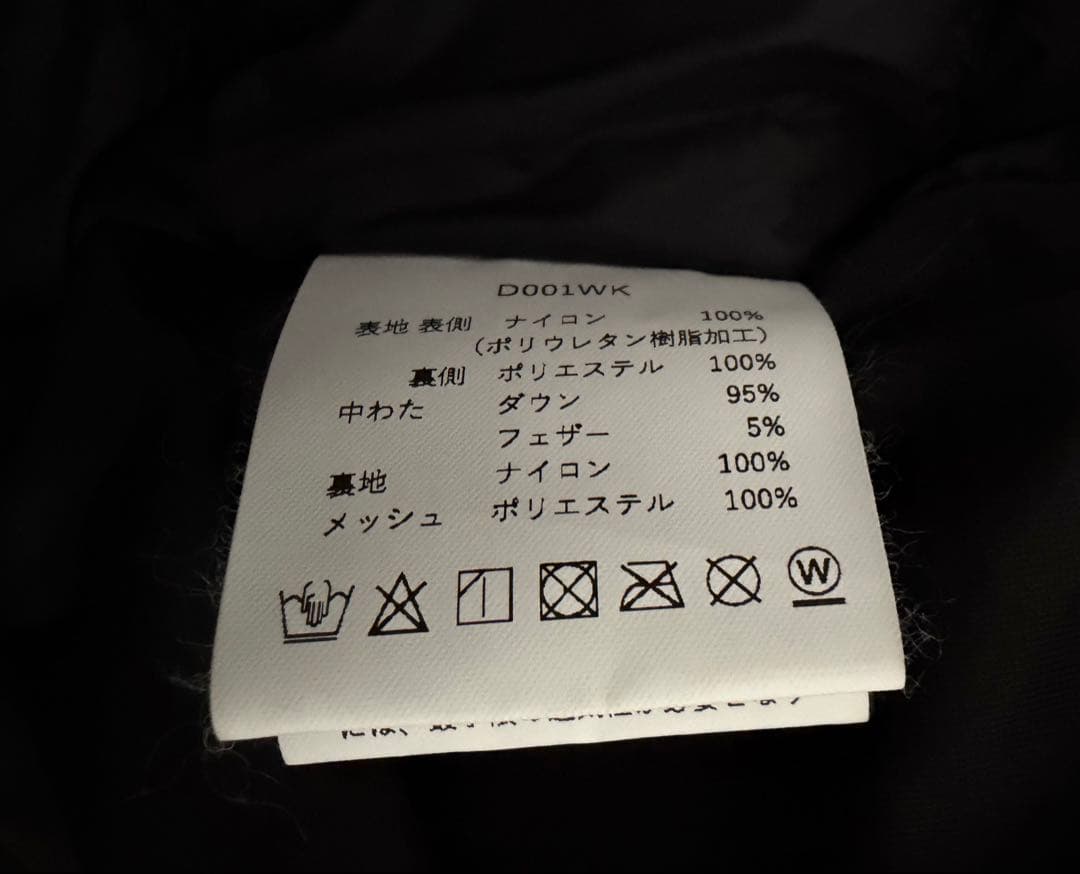 D001WK
表地 表側 ナイロン 100%
(ポリウレタン樹脂加工)
裏側 ポリエステル 100%
中わた ダウン 95%
フェザー 5%
裏地 ナイロン 100%
メッシュ ポリエステル 100%
W